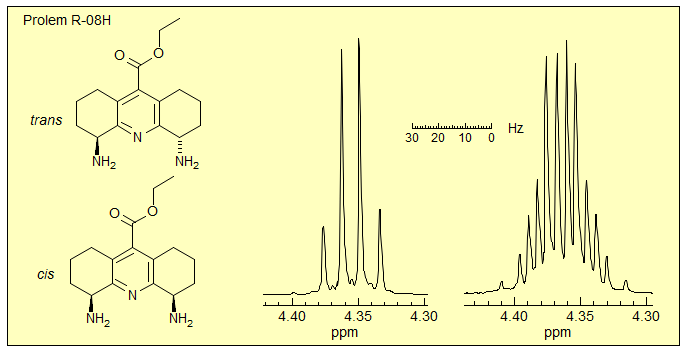 Prolem R-08H
O
O
N
NH2
NH2
trans
O
O
N
NH2
NH2
cis
30 20 10 0 Hz
4.40 4.35 4.30
ppm
4.40 4.35 4.30
ppm